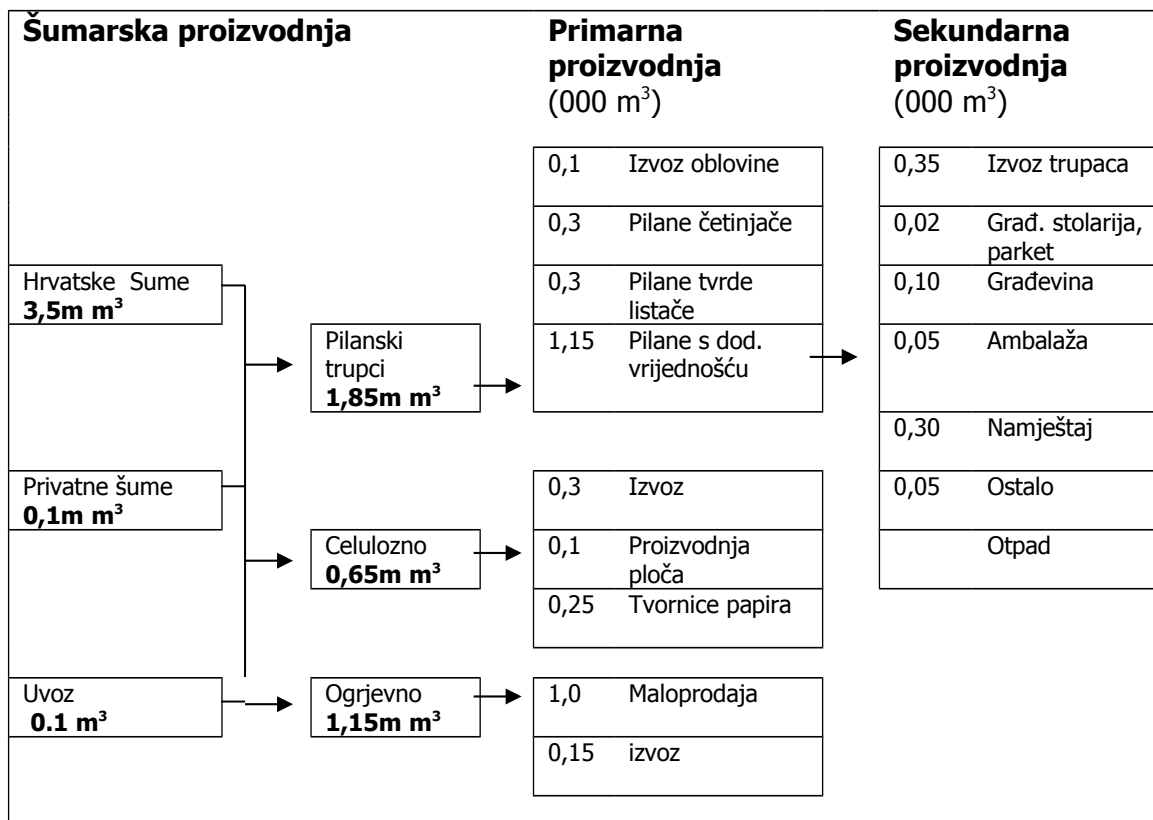 Šumarska proizvodnja
Primarna
proizvodnja
(000 m³)
Sekundarna
proizvodnja
(000 m³)
Hrvatske Sume
3,5m m³
Privatne šume
0,1m m³
Uvoz
0.1 m³
Pilanski
trupci
1,85m m³
Celulozno
0,65m m³
Ogrjevno
1,15m m³
0,1 Izvoz oblovine
0,3 Pilane četinjače
0,3 Pilane tvrde
listače
1,15 Pilane s dod.
vrijednošću
0,3 Izvoz
0,1 Proizvodnja
ploča
0,25 Tvornice papira
1,0 Maloprodaja
0,15 izvoz
0,35 Izvoz trupaca
0,02 Građ. stolarija,
parket
0,10 Građevina
0,05 Ambalaža
0,30 Namještaj
0,05 Ostalo
Otpad